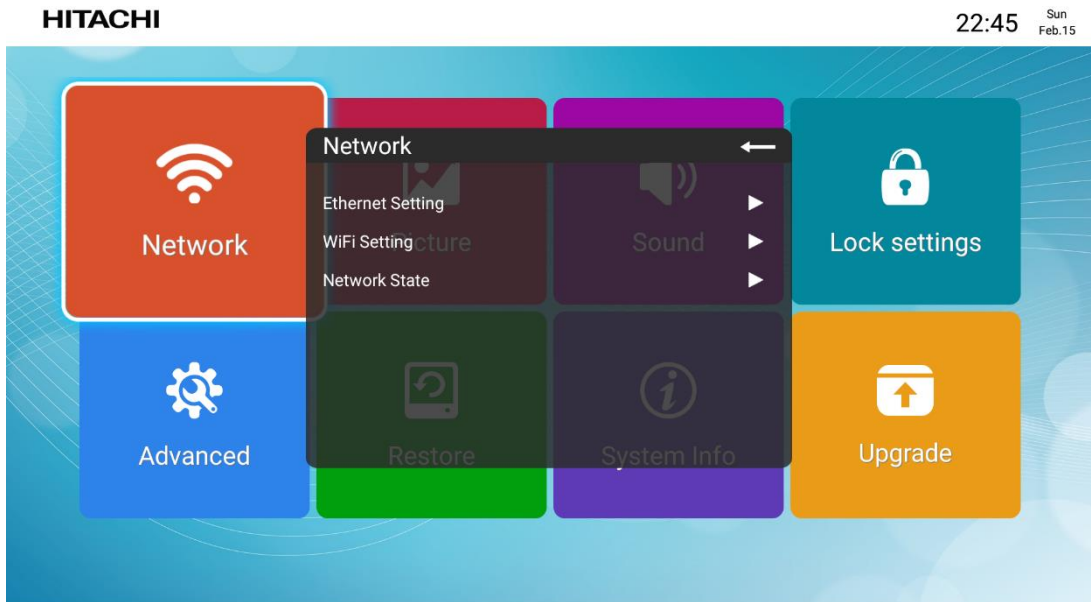 HITACHI
22:45
Sun
Feb.15
Network
Ethernet Setting
WiFi Setting
Network State
Network
Picture
Sound
Lock settings
Advanced
Restore
System Info
Upgrade